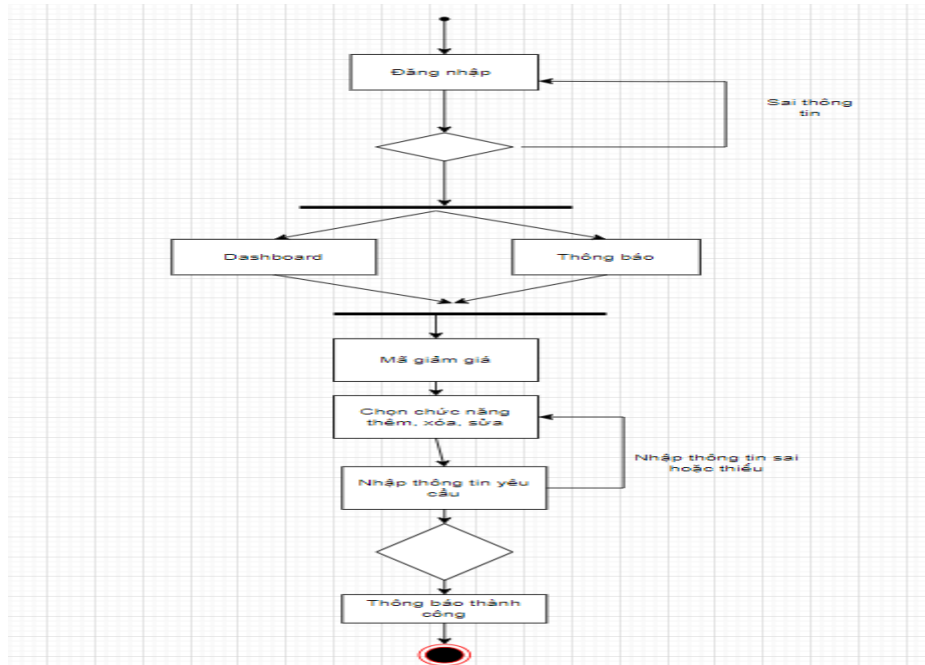 Đăng nhập
Sai thông
tin
Dashboard
Thông báo
Mã giảm giá
Chọn chức năng
thêm, xóa, sửa
Nhập thông tin sai
hoặc thiếu
Nhập thông tin yêu
cầu
Thông báo thành
công